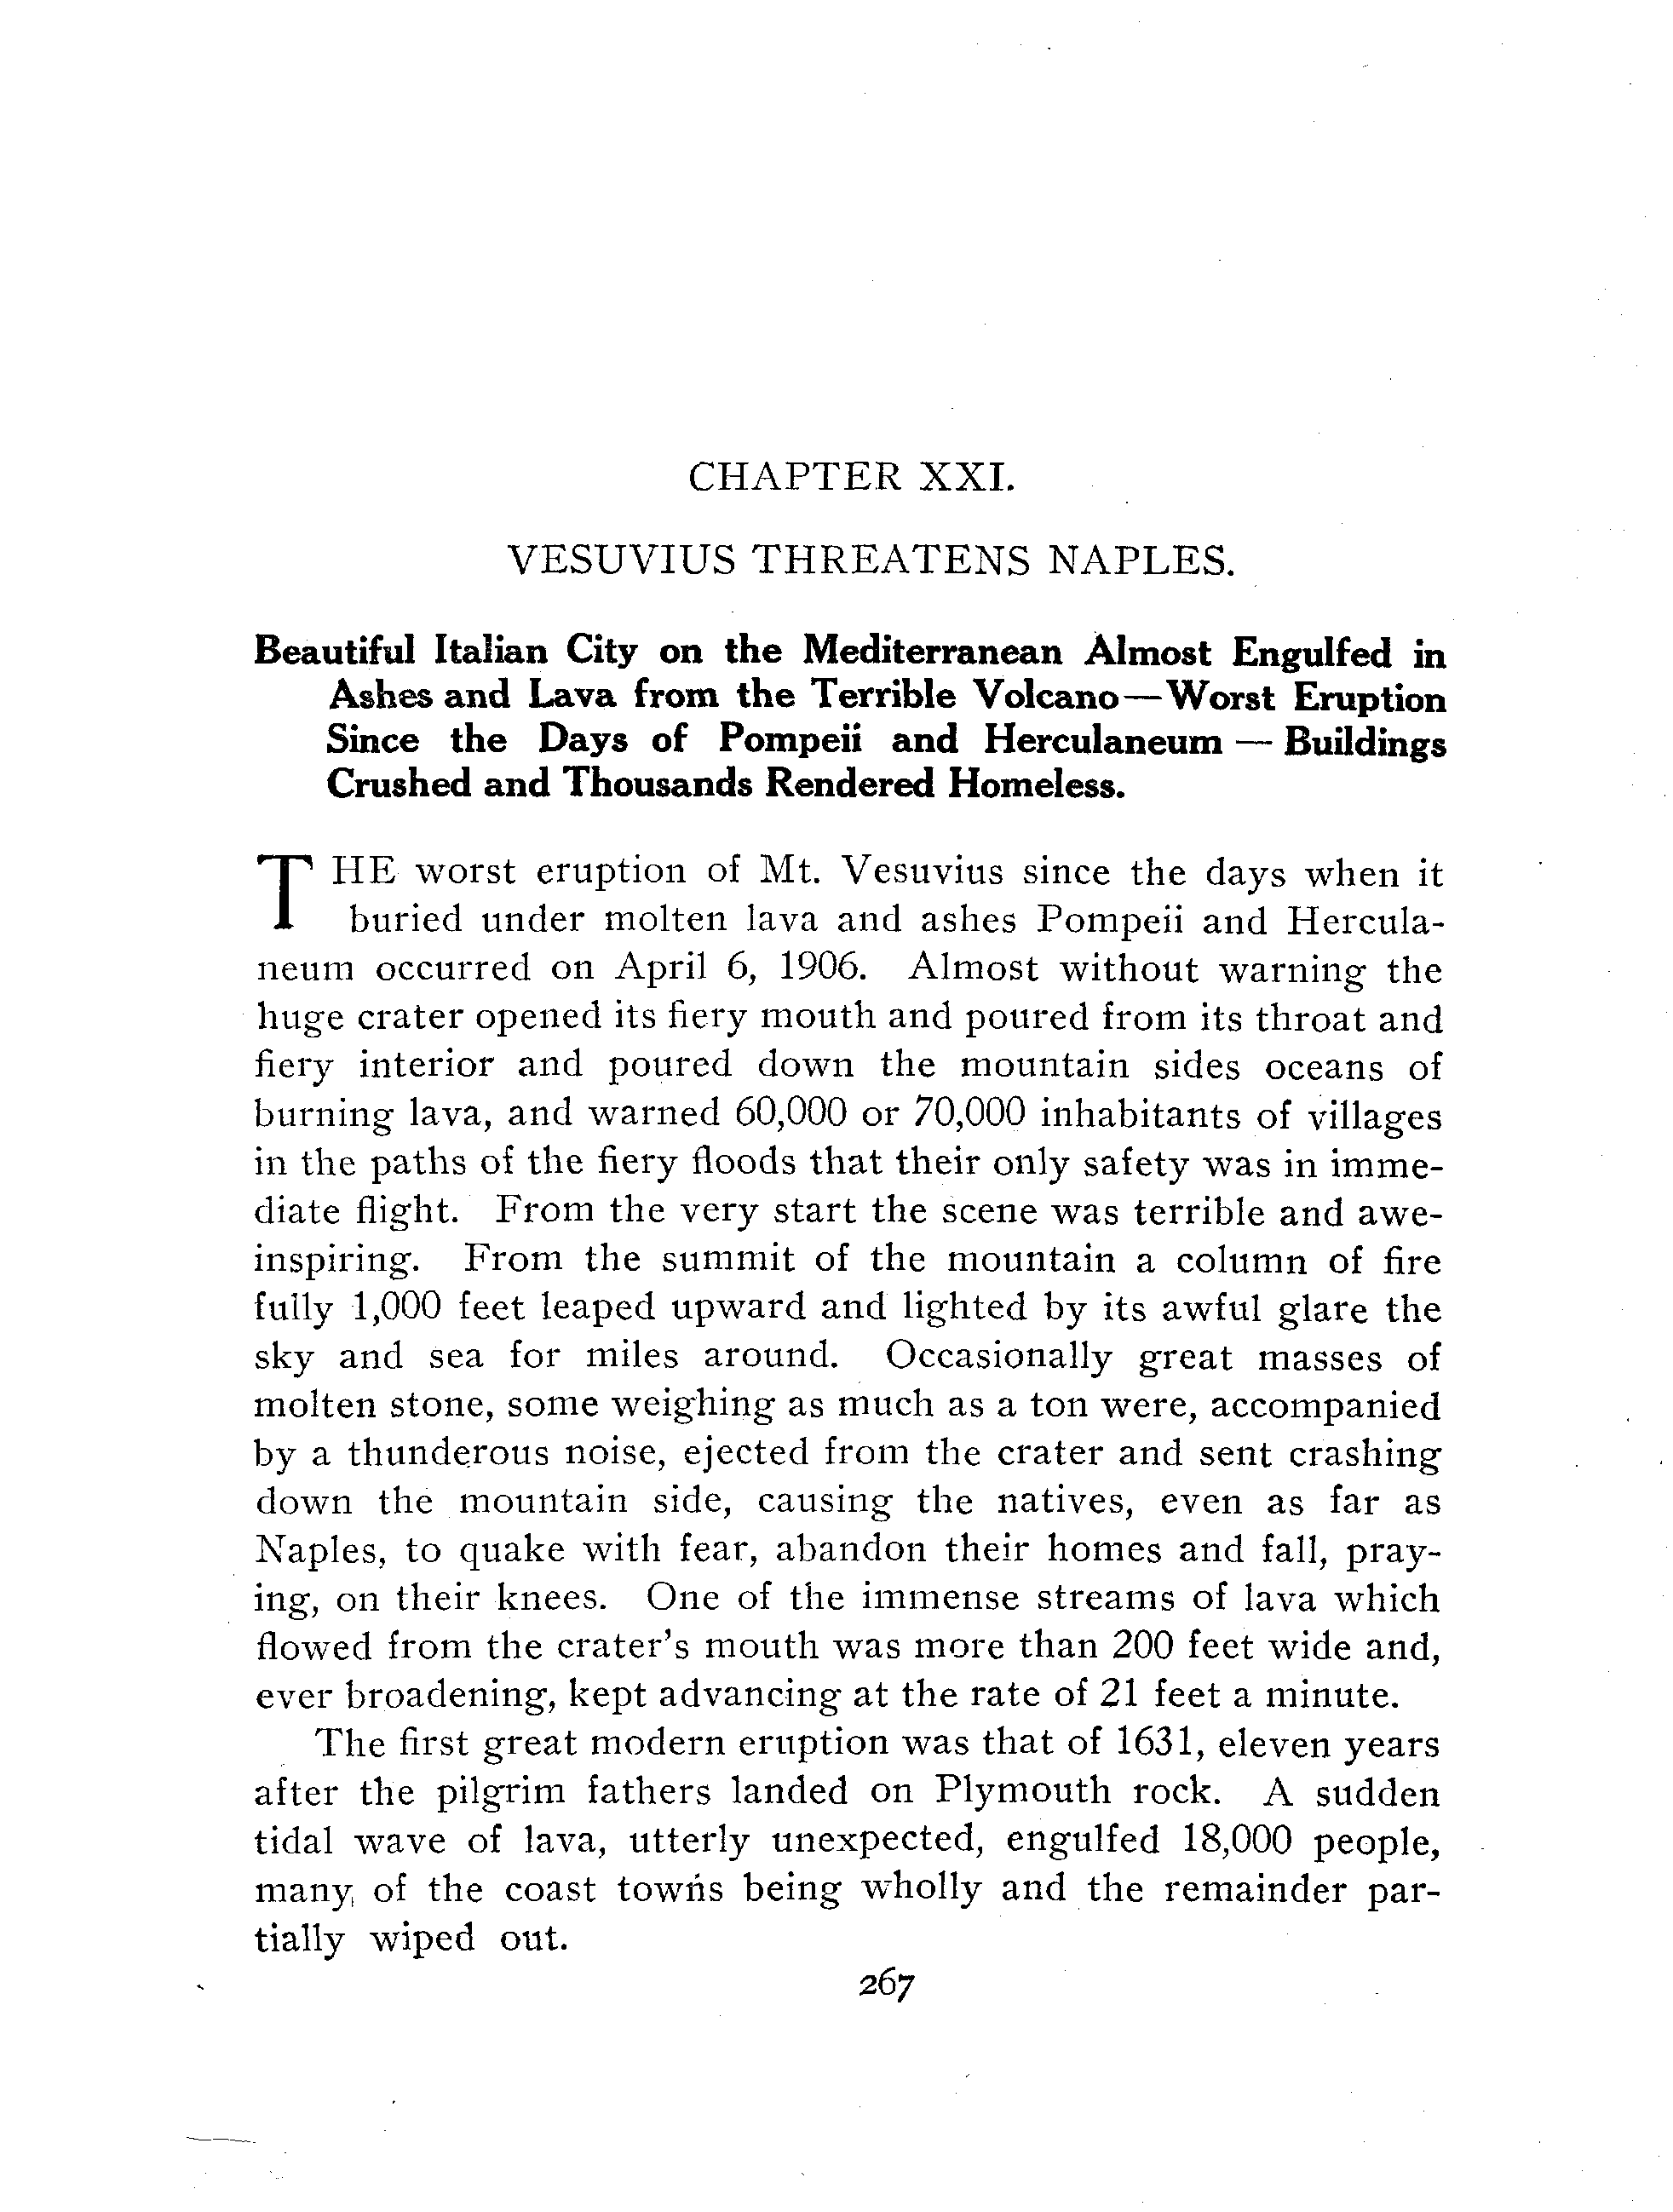 CHAPTER XXI.
VESUVIUS THREATENS NAPLES.
Beautiful Italian City on the Mediterranean Almost Engulfed in
Ashes and Lava from the Terrible Volcano—Worst Eruption
Since the Days of Pompeii and Herculaneum — Buildings
Crushed and Thousands Rendered Homeless.
THE worst eruption of Mt. Vesuvius since the days when it
buried under molten lava and ashes Pompeii and Hercula-
neum occurred on April 6, 1906. Almost without warning the
huge crater opened its fiery mouth and poured from its throat and
fiery interior and poured down the mountain sides oceans of
burning lava, and warned 60,000 or 70,000 inhabitants of villages
in the paths of the fiery floods that their only safety was in imme-
diate flight. From the very start the scene was terrible and awe-
inspiring. From the summit of the mountain a column of fire
fully 1,000 feet leaped upward and lighted by its awful glare the
sky and sea for miles around. Occasionally great masses of
molten stone, some weighing as much as a ton were, accompanied
by a thunderous noise, ejected from the crater and sent crashing
down the mountain side, causing the natives, even as far as
Naples, to quake with fear, abandon their homes and fall, pray-
ing, on their knees. One of the immense streams of lava which
flowed from the crater's mouth was more than 200 feet wide and,
ever broadening, kept advancing at the rate of 21 feet a minute.
The first great modern eruption was that of 1631, eleven years
after the pilgrim fathers landed on Plymouth rock. A sudden
tidal wave of lava, utterly unexpected, engulfed 18,000 people,
many of the coast towns being wholly and the remainder par-
tially wiped out.
267